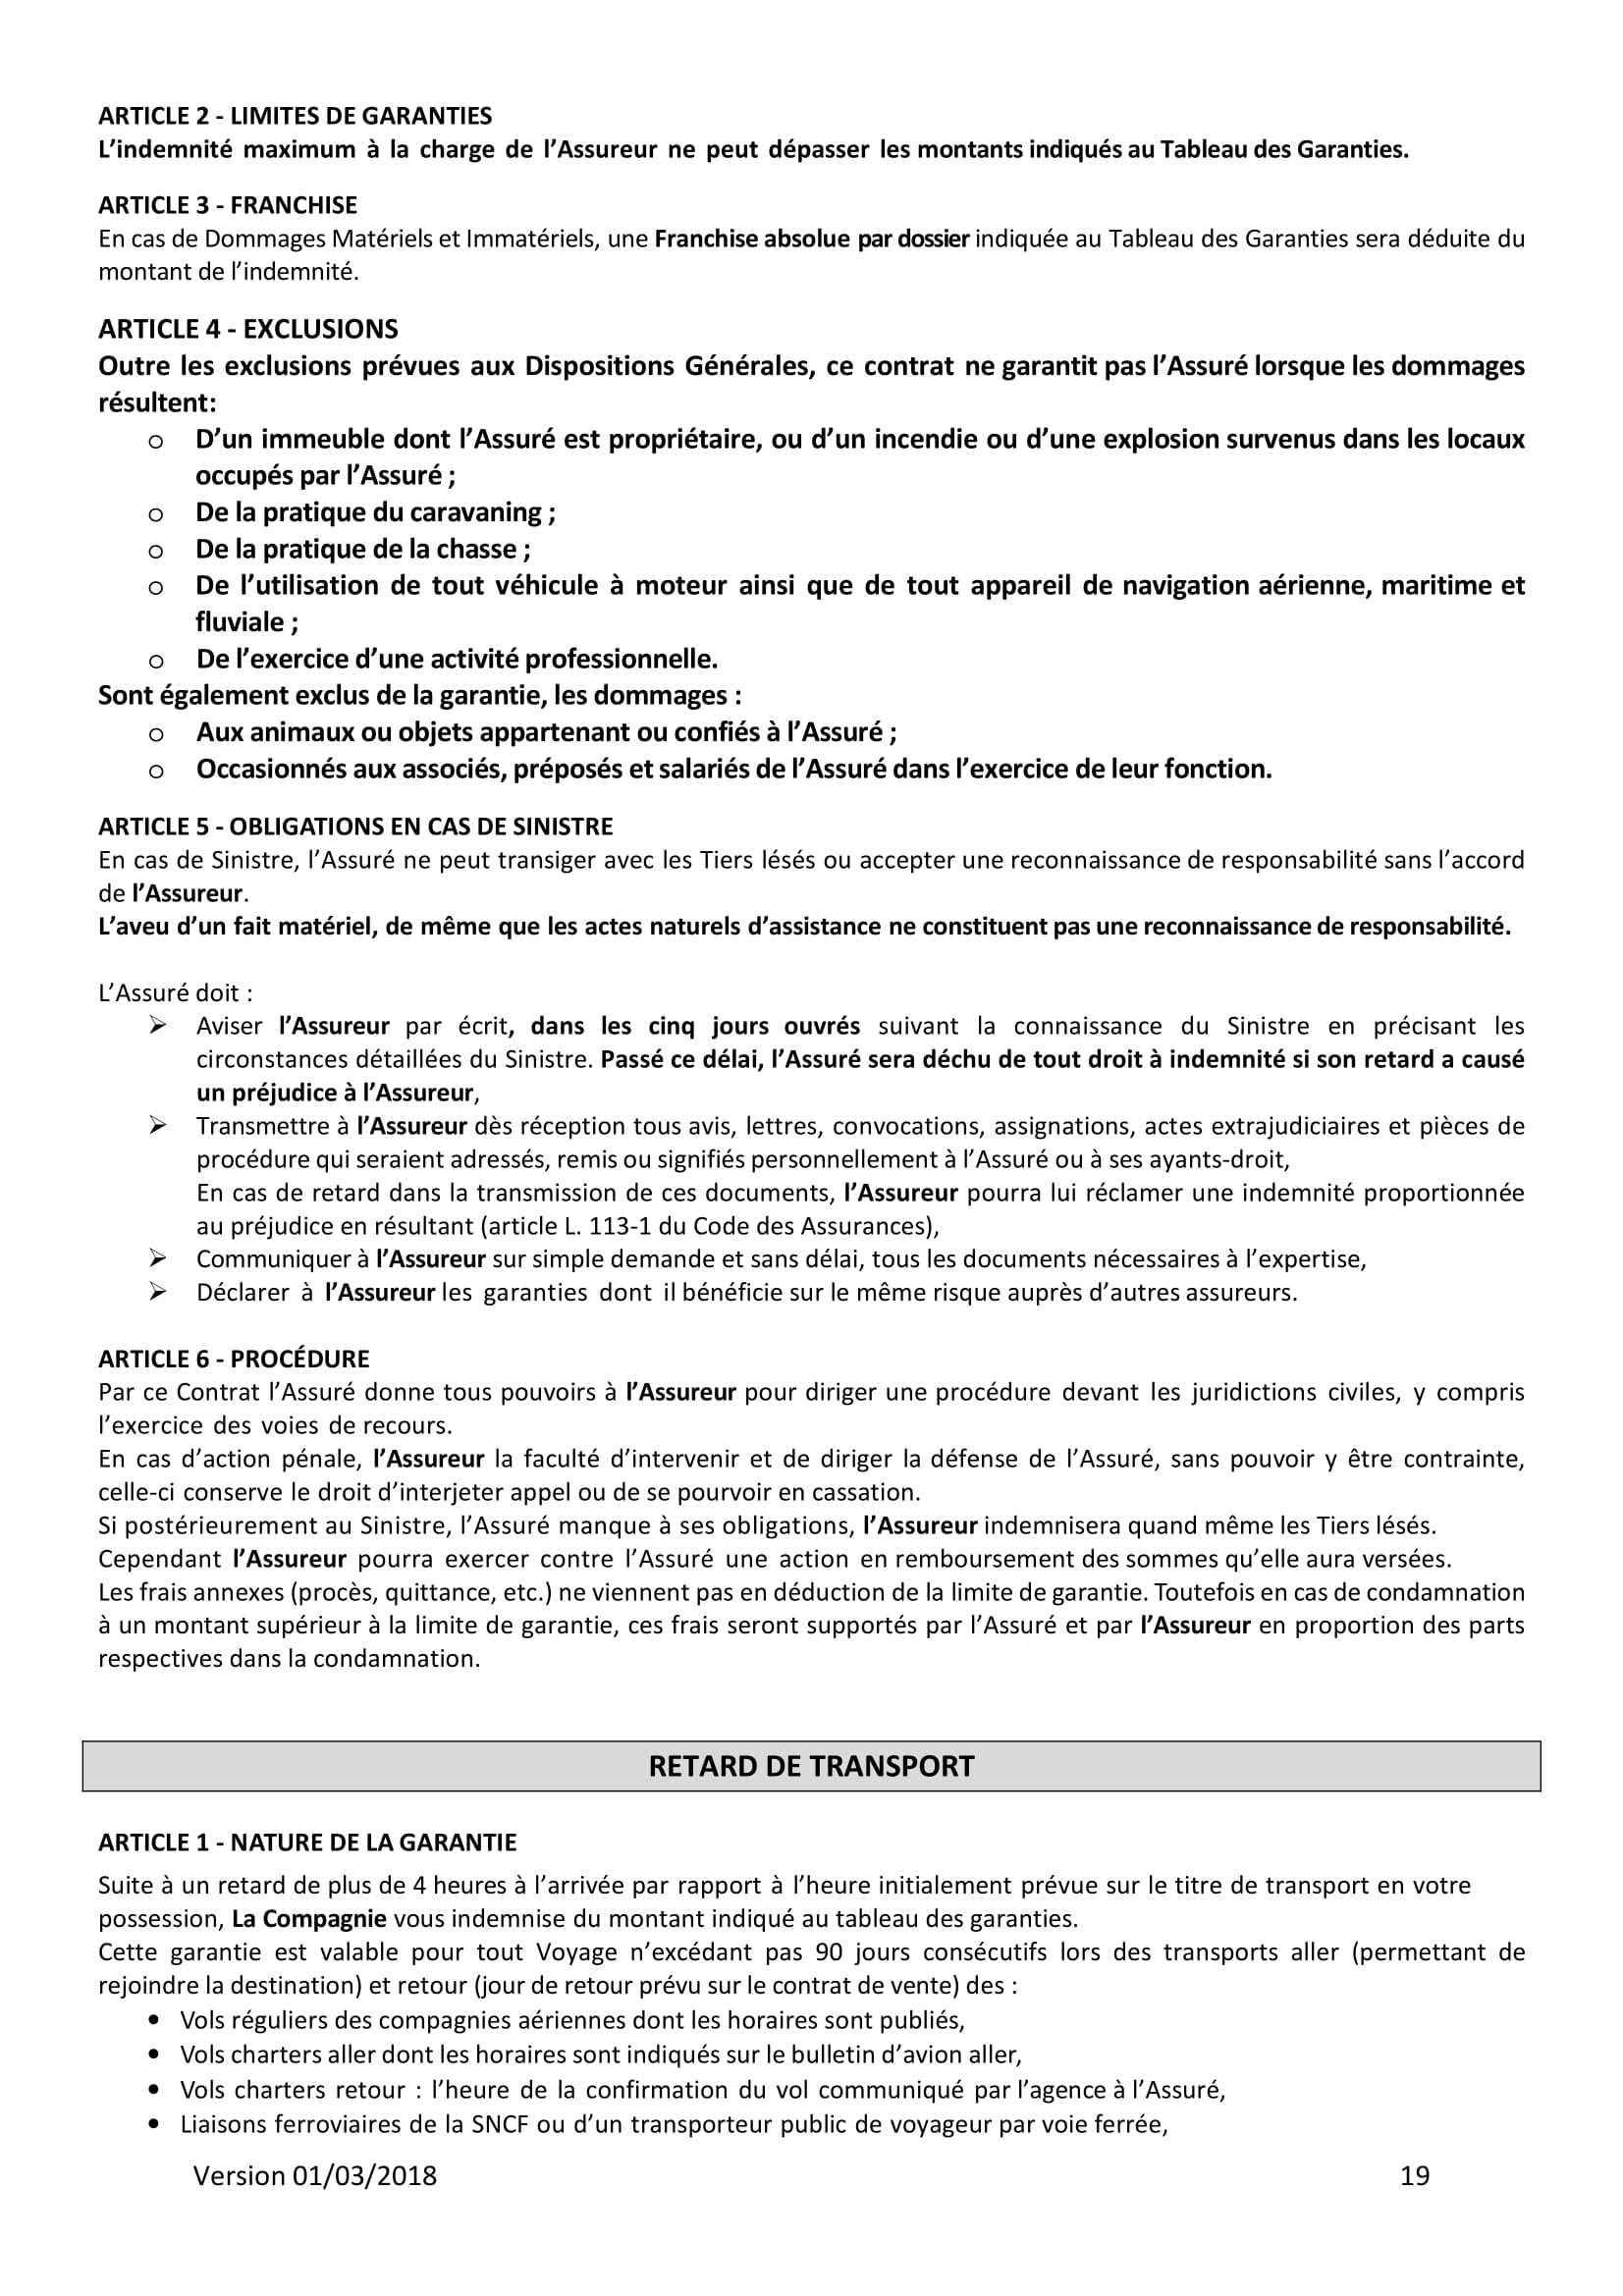 ARTICLE 2 - LIMITES DE GARANTIES
L’indemnité maximum à la charge de l’Assureur ne peut dépasser les montants indiqués au Tableau des Garanties.
ARTICLE 3 - FRANCHISE
En cas de Dommages Matériels et Immatériels, une Franchise absolue par dossier indiquée au Tableau des Garanties sera déduite du
montant de l’indemnité.
ARTICLE 4 - EXCLUSIONS
Outre les exclusions prévues aux Dispositions Générales, ce contrat ne garantit pas l’Assuré lorsque les dommages
résultent:
o D’un immeuble dont l’Assuré est propriétaire, ou d’un incendie ou d’une explosion survenus dans les locaux
occupés par l’Assuré ;
o De la pratique du caravaning ;
o De la pratique de la chasse ;
o De l’utilisation de tout véhicule à moteur ainsi que de tout appareil de navigation aérienne, maritime et
fluviale ;
o De l’exercice d’une activité professionnelle.
Sont également exclus de la garantie, les dommages :
o Aux animaux ou objets appartenant ou confiés à l’Assuré ;
o Occasionnés aux associés, préposés et salariés de l’Assuré dans l’exercice de leur fonction.
ARTICLE 5 - OBLIGATIONS EN CAS DE SINISTRE
En cas de Sinistre, l’Assuré ne peut transiger avec les Tiers lésés ou accepter une reconnaissance de responsabilité sans l’accord
de l’Assureur.
L’aveu d’un fait matériel, de même que les actes naturels d’assistance ne constituent pas une reconnaissance de responsabilité.
L’Assuré doit :
➢ Aviser l’Assureur par écrit, dans les cinq jours ouvrés suivant la connaissance du Sinistre en précisant les
circonstances détaillées du Sinistre. Passé ce délai, l’Assuré sera déchu de tout droit à indemnité si son retard a causé
un préjudice à l’Assureur,
➢ Transmettre à l’Assureur dès réception tous avis, lettres, convocations, assignations, actes extrajudiciaires et pièces de
procédure qui seraient adressés, remis ou signifiés personnellement à l’Assuré ou à ses ayants-droit,
En cas de retard dans la transmission de ces documents, l’Assureur pourra lui réclamer une indemnité proportionnée
au préjudice en résultant (article L. 113-1 du Code des Assurances),
➢ Communiquer à l’Assureur sur simple demande et sans délai, tous les documents nécessaires à l’expertise,
➢ Déclarer à l’Assureur les garanties dont il bénéficie sur le même risque auprès d’autres assureurs.
ARTICLE 6 - PROCÉDURE
Par ce Contrat l’Assuré donne tous pouvoirs à l’Assureur pour diriger une procédure devant les juridictions civiles, y compris
l’exercice des voies de recours.
En cas d’action pénale, l’Assureur la faculté d’intervenir et de diriger la défense de l’Assuré, sans pouvoir y être contrainte,
celle-ci conserve le droit d’interjeter appel ou de se pourvoir en cassation.
Si postérieurement au Sinistre, l’Assuré manque à ses obligations, l’Assureur indemnisera quand même les Tiers lésés.
Cependant l’Assureur pourra exercer contre l’Assuré une action en remboursement des sommes qu’elle aura versées.
Les frais annexes (procès, quittance, etc.) ne viennent pas en déduction de la limite de garantie. Toutefois en cas de condamnation
à un montant supérieur à la limite de garantie, ces frais seront supportés par l’Assuré et par l’Assureur en proportion des parts
respectives dans la condamnation.
RETARD DE TRANSPORT
ARTICLE 1 - NATURE DE LA GARANTIE
Suite à un retard de plus de 4 heures à l’arrivée par rapport à l’heure initialement prévue sur le titre de transport en votre
possession, La Compagnie vous indemnise du montant indiqué au tableau des garanties.
Cette garantie est valable pour tout Voyage n’excédant pas 90 jours consécutifs lors des transports aller (permettant de
rejoindre la destination) et retour (jour de retour prévu sur le contrat de vente) des :
• Vols réguliers des compagnies aériennes dont les horaires sont publiés,
• Vols charters aller dont les horaires sont indiqués sur le bulletin d’avion aller,
• Vols charters retour : l’heure de la confirmation du vol communiqué par l’agence à l’Assuré,
• Liaisons ferroviaires de la SNCF ou d’un transporteur public de voyageur par voie ferrée,
Version 01/03/2018 19